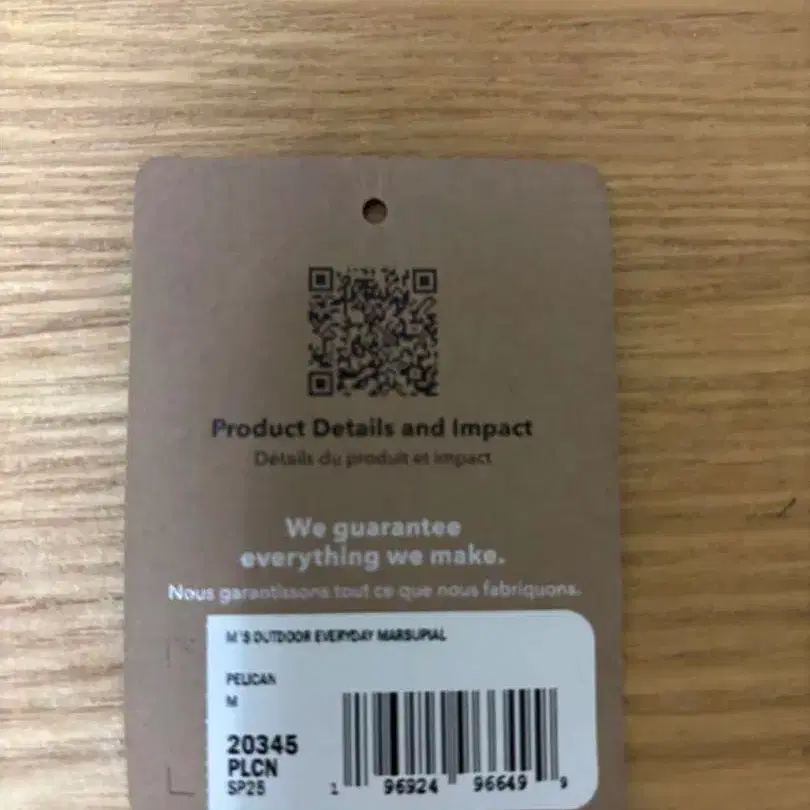 Product Details and Impact
Détails du produit et impact
We guarantee
everything we make.
Nous garantissons tout ce que nous fabriquons.
M'S OUTDOOR EVERYDAY MARSUPIAL
PELICAN
M
20345
PLCN
SP25
1 96924 96649 9